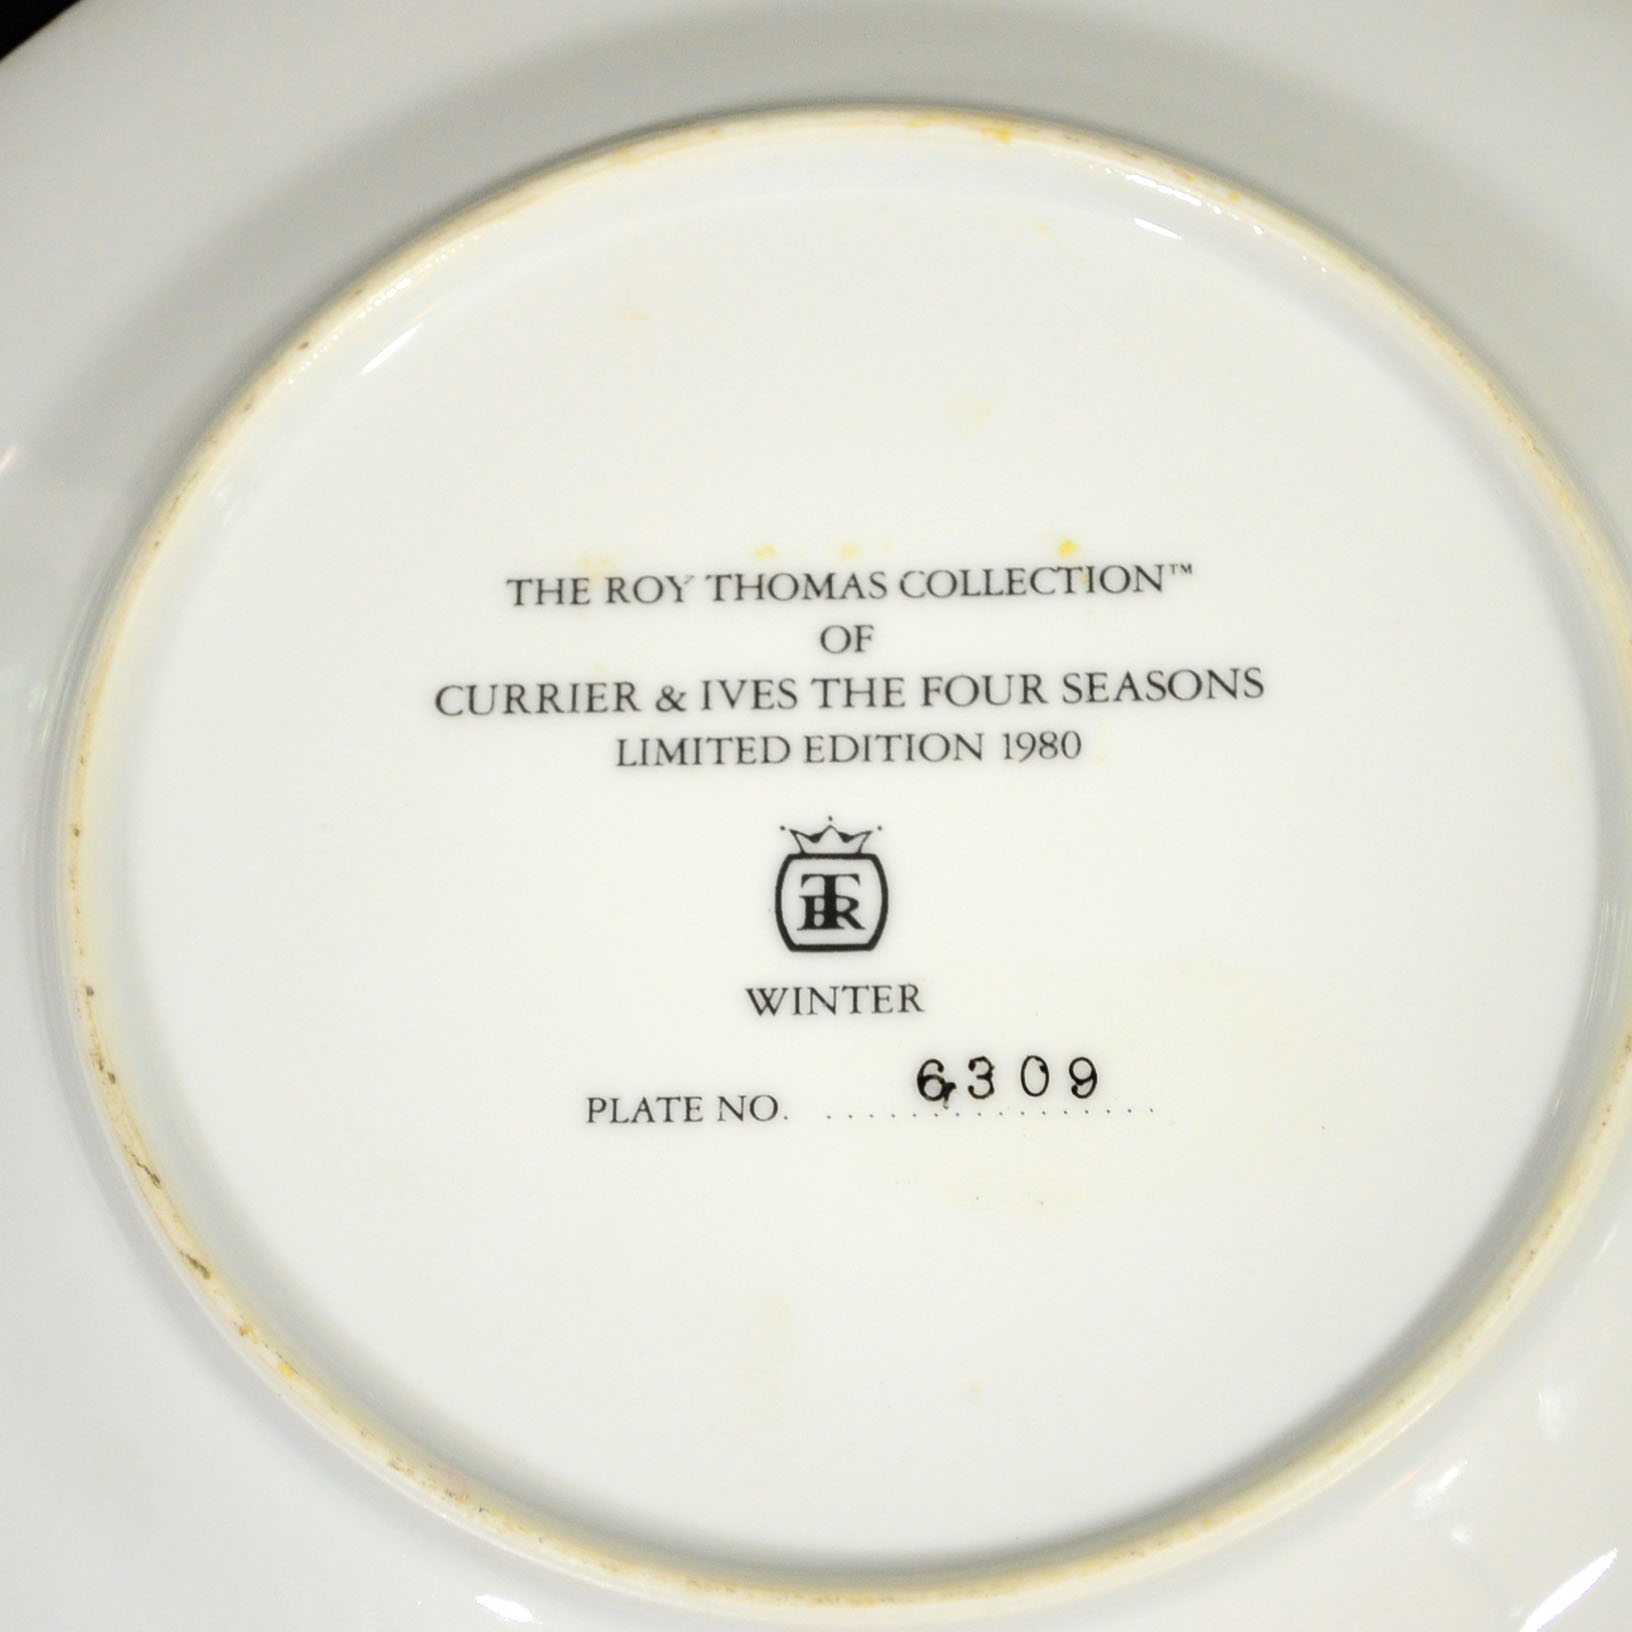 THE ROY THOMAS COLLECTION™
OF
CURRIER & IVES THE FOUR SEASONS
LIMITED EDITION 1980
TR
WINTER
PLATE NO. 6309